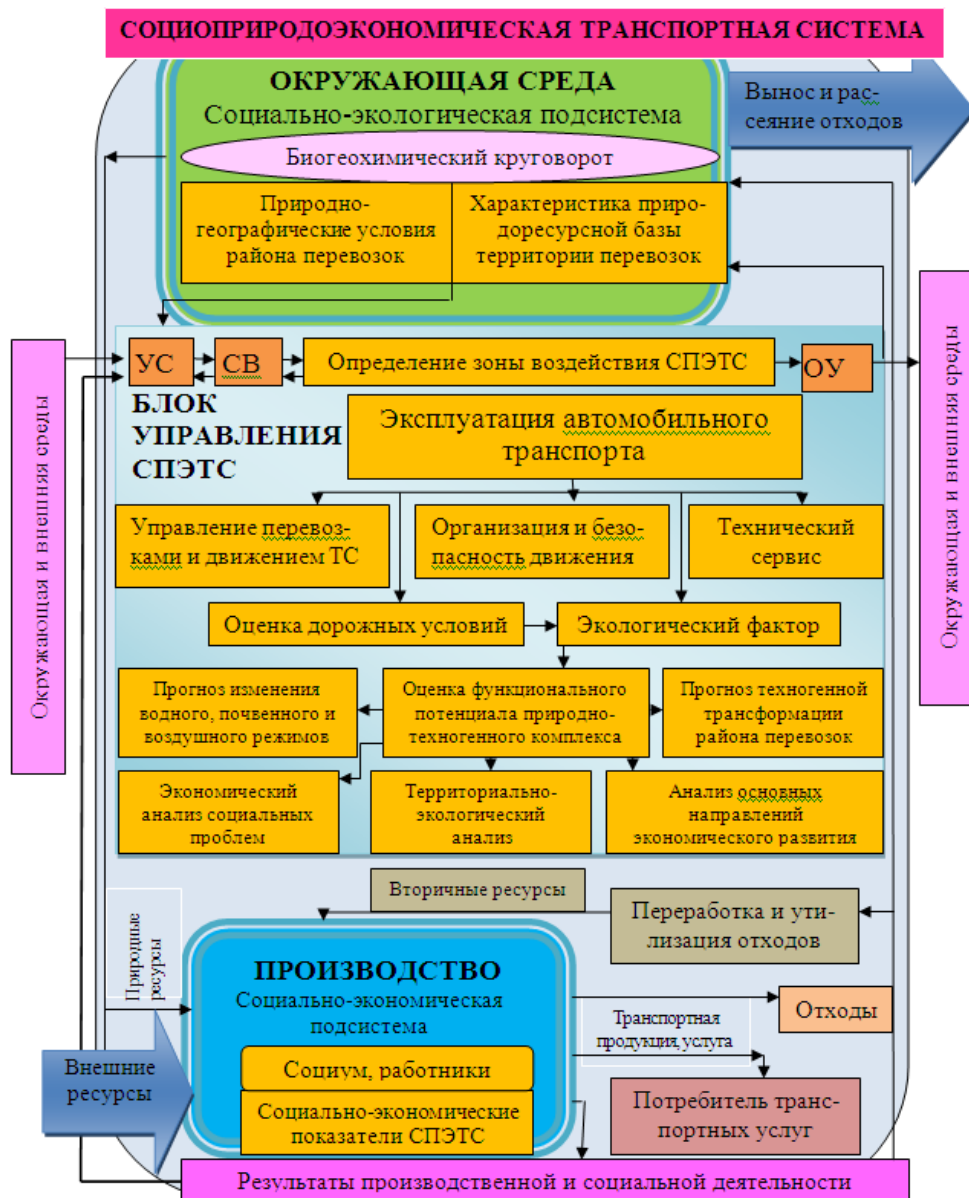 СОЦИОПРИРОДОЭКОНОМИЧЕСКАЯ ТРАНСПОРТНАЯ СИСТЕМА
ОКРУЖАЮЩАЯ СРЕДА
Социально-экологическая подсистема
Вынос и рас-
сеяние отходов
Биогеохимический круговорот
Природно-
географические условия
района перевозок
Характеристика приро-
доресурсной базы
территории перевозок
Окружающая и внешняя среды
УС
СВ
Определение зоны воздействия СПЭТС
ОУ
Окружающая и внешняя среды
БЛОК
УПРАВЛЕНИЯ
СПЭТС
Эксплуатация автомобильного
транспорта
Управление перевоз-
ками и движением ТС
Организация и безо-
пасность движения
Технический
сервис
Оценка дорожных условий
Экологический фактор
Прогноз изменения
водного, почвенного и
воздушного режимов
Оценка функционального
потенциала природно-
техногенного комплекса
Прогноз техногенной
трансформации
района перевозок
Экономический
анализ социальных
проблем
Территориально-
экологический
анализ
Анализ основных
направлений
экономического развития
Вторичные ресурсы
Переработка и ути-
лизация отходов
Природные
ресурсы
ПРОИЗВОДСТВО
Социально-экономическая
подсистема
Отходы
Транспортная
продукция, услуга
Внешние
ресурсы
Социум, работники
Социально-экономические
показатели СПЭТС
Потребитель транс-
портных услуг
Результаты производственной и социальной деятельности